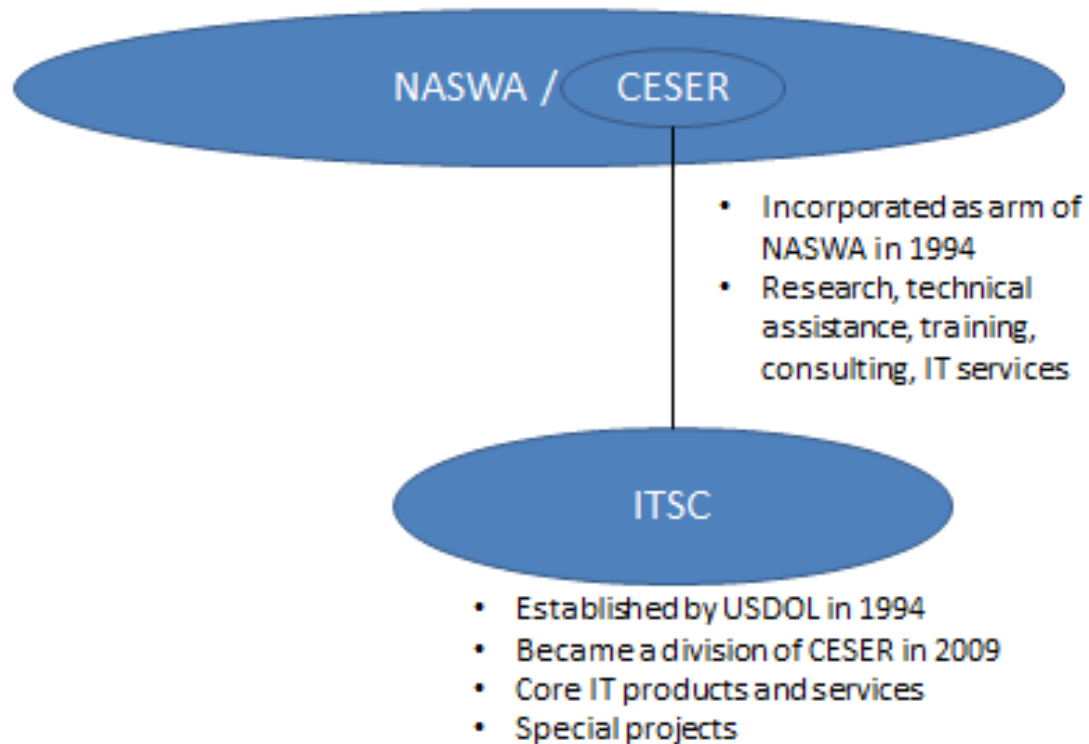 NASWA / CESER
• Incorporated as arm of
NASWA in 1994
• Research, technical
assistance, training,
consulting, IT services
ITSC
• Established by USDOL in 1994
• Became a division of CESER in 2009
• Core IT products and services
• Special projects